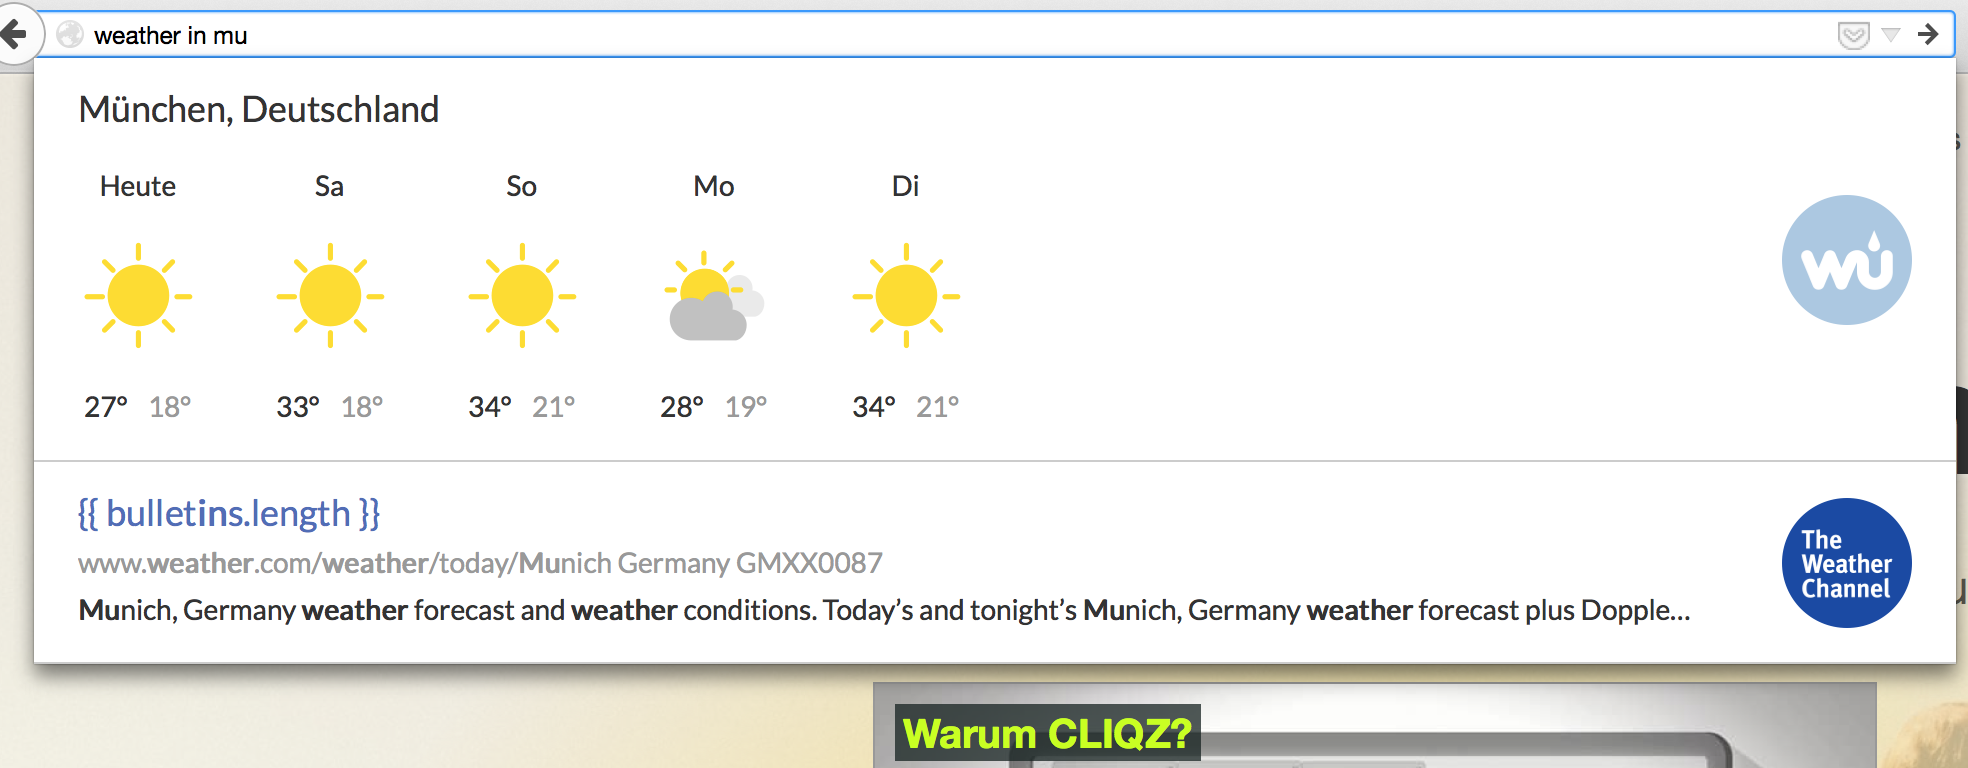 weather in mu
München, Deutschland
Heute Sa So Mo Di
wu
27° 18° 33° 18° 34° 21° 28° 19° 34° 21°
{{ bulletins.length }}
www.weather.com/weather/today/Munich Germany GMXX0087
Munich, Germany weather forecast and weather conditions. Today’s and tonight’s Munich, Germany weather forecast plus Dopple...
The
Weather
Channel
Warum CLIQZ?